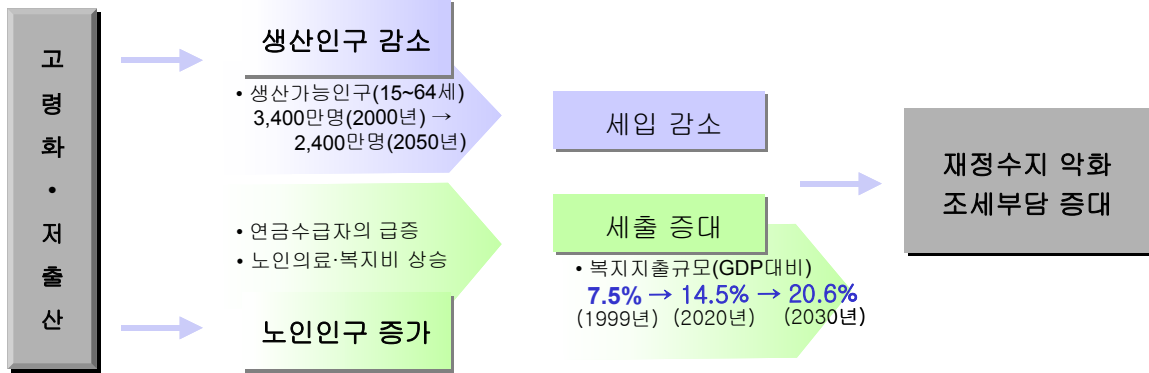 고령화·저출산
생산인구 감소
• 생산가능인구(15~64세)
3,400만명(2000년) →
2,400만명(2050년)
• 연금수급자의 급증
• 노인의료·복지비 상승
노인인구 증가
세입 감소
세출 증대
• 복지지출규모(GDP대비)
7.5% → 14.5% → 20.6%
(1999년) (2020년) (2030년)
재정수지 악화
조세부담 증대